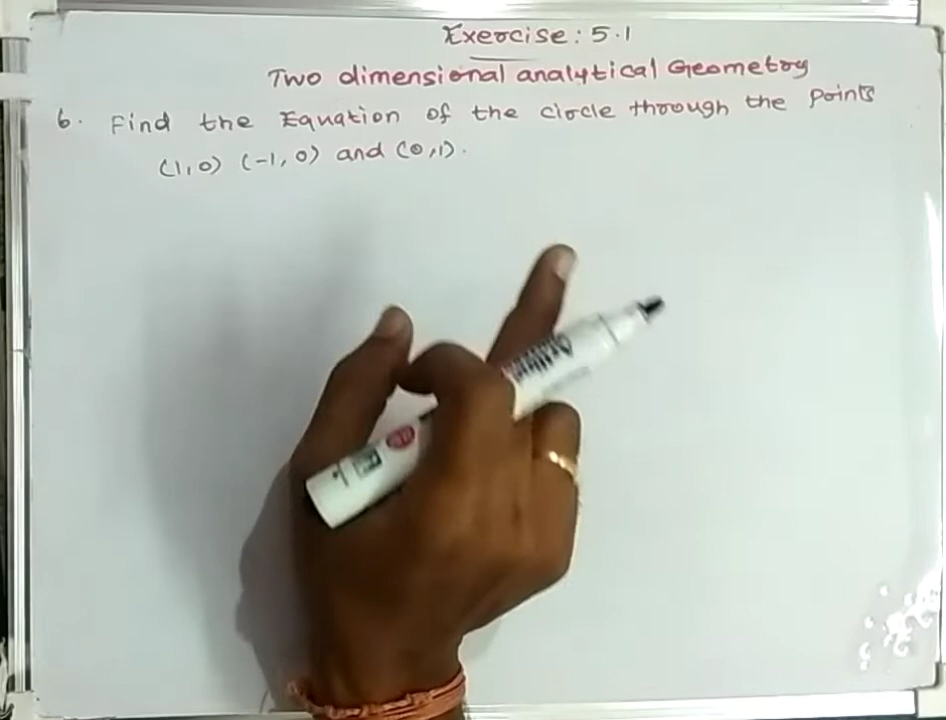 Exercise: 5.1
Two dimensional analytical Geometry
6. Find the Equation of the circle through the points
(1,0) (-1,0) and (0,1).